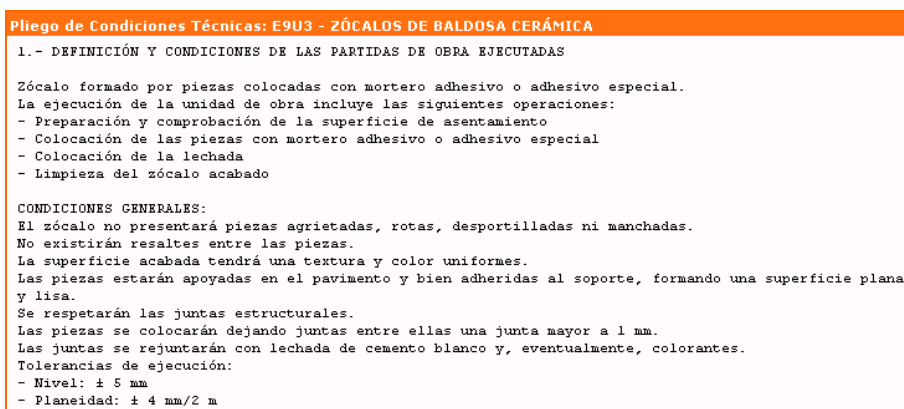 Pliego de Condiciones Técnicas: E9U3 - ZÓCALOS DE BALDOSA CERÁMICA
1.- DEFINICIÓN Y CONDICIONES DE LAS PARTIDAS DE OBRA EJECUTADAS
Zócalo formado por piezas colocadas con mortero adhesivo o adhesivo especial.
La ejecución de la unidad de obra incluye las siguientes operaciones:
- Preparación y comprobación de la superficie de asentamiento
- Colocación de las piezas con mortero adhesivo o adhesivo especial
- Colocación de la lechada
- Limpieza del zócalo acabado
CONDICIONES GENERALES:
El zócalo no presentará piezas agrietadas, rotas, desportilladas ni manchadas.
No existirán resaltes entre las piezas.
La superficie acabada tendrá una textura y color uniformes.
Las piezas estarán apoyadas en el pavimento y bien adheridas al soporte, formando una superficie plana
y lisa.
Se respetarán las juntas estructurales.
Las piezas se colocarán dejando juntas entre ellas una junta mayor a 1 mm.
Las juntas se rejuntarán con lechada de cemento blanco y, eventualmente, colorantes.
Tolerancias de ejecución:
- Nivel: ± 5 mm
- Planeidad: ± 4 mm/2 m